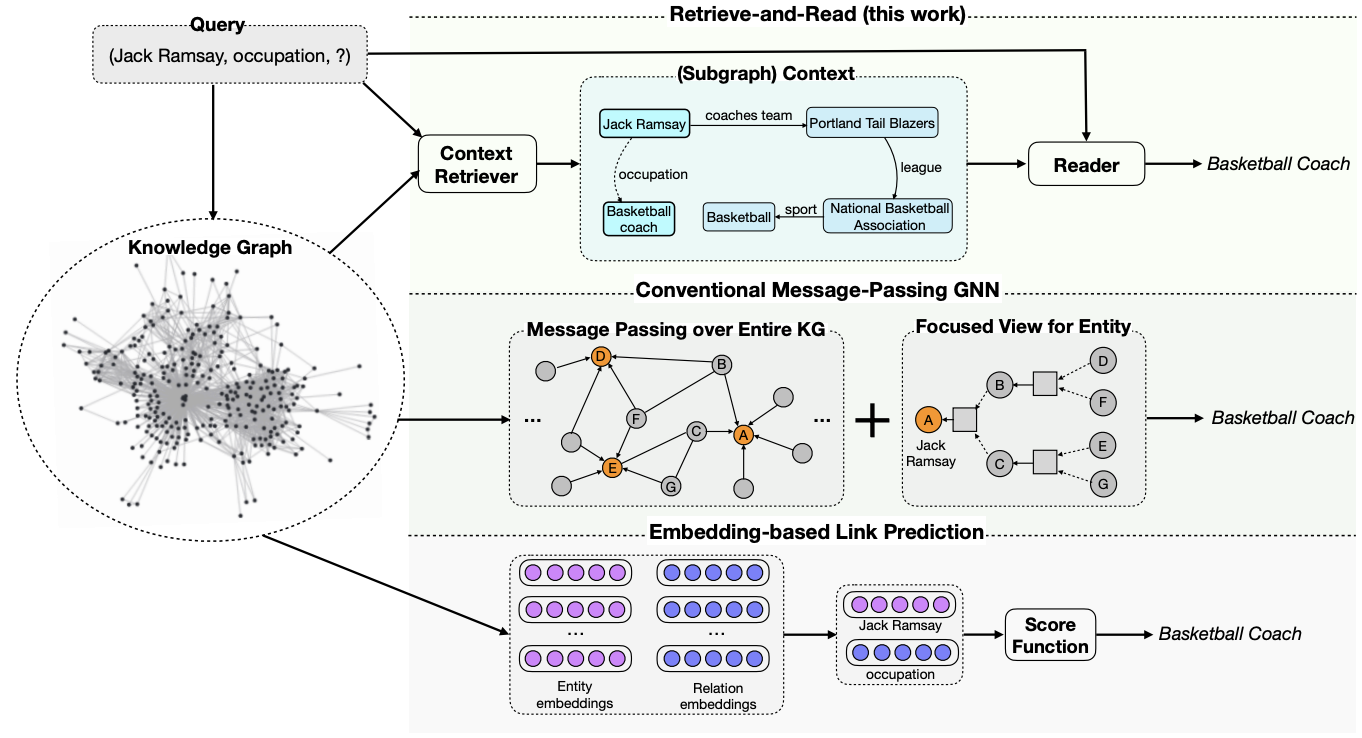 Retrieve-and-Read (this work)
Query
(Jack Ramsay, occupation, ?)
(Subgraph) Context
Jack Ramsay
coaches team
Portland Tail Blazers
Context
Retriever
occupation
league
Reader
Basketball Coach
Basketball
coach
Basketball
sport
National Basketball
Association
Knowledge Graph
Conventional Message-Passing GNN
Message Passing over Entire KG
D
B
F
C
A
E
G
...
...
+
Focused View for Entity
D
B
F
A
Jack
Ramsay
E
C
G
Basketball Coach
Embedding-based Link Prediction
...
...
Entity
embeddings
Relation
embeddings
Jack Ramsay
occupation
Score
Function
Basketball Coach